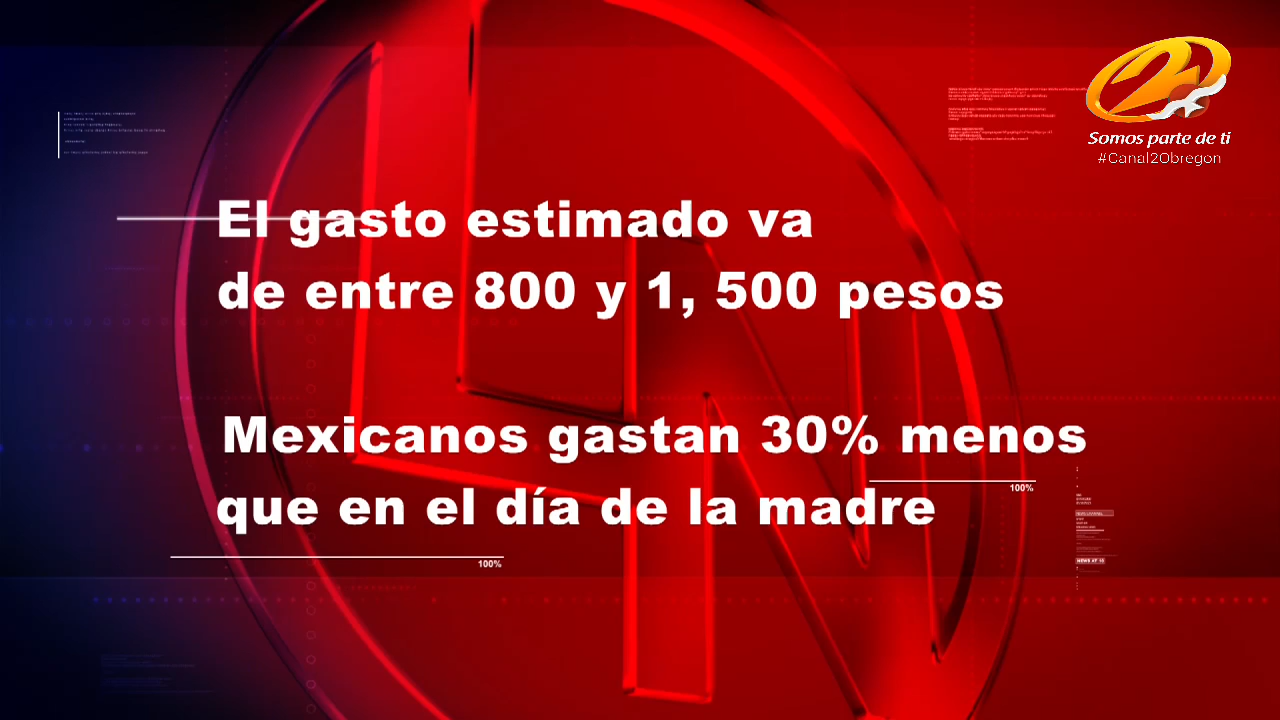 2
Somos parte de ti
#Canal2Obregon
El gasto estimado va
de entre 800 y 1, 500 pesos
Mexicanos gastan 30% menos
100%
que en el día de la madre
100%